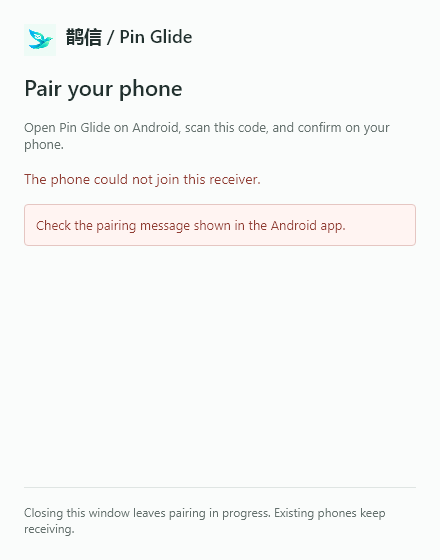 鹊信 / Pin Glide
Pair your phone
Open Pin Glide on Android, scan this code, and confirm on your
phone.
The phone could not join this receiver.
Check the pairing message shown in the Android app.
Closing this window leaves pairing in progress. Existing phones keep
receiving.